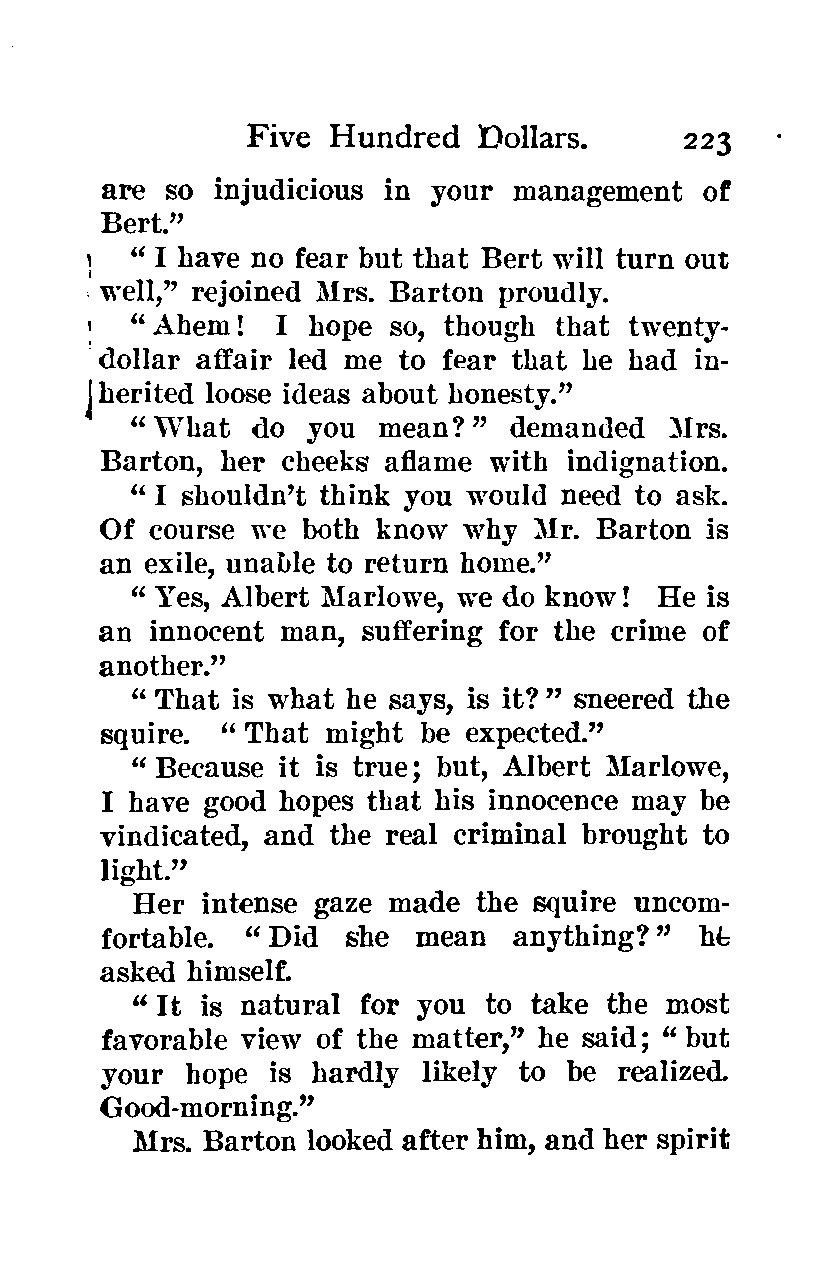 Five Hundred Dollars. 223
are so injudicious in your management of
Bert.”
“ I have no fear but that Bert will turn out
well,” rejoined Mrs. Barton proudly.
“ Ahem! I hope so, though that twenty-
dollar affair led me to fear that he had in-
herited loose ideas about honesty.”
“ What do you mean? ” demanded Mrs.
Barton, her cheeks aflame with indignation.
“ I shouldn’t think you would need to ask.
Of course we both know why Mr. Barton is
an exile, unable to return home.”
“ Yes, Albert Marlowe, we do know! He is
an innocent man, suffering for the crime of
another.”
“ That is what he says, is it? ” sneered the
squire. “ That might be expected.”
“ Because it is true; but, Albert Marlowe,
I have good hopes that his innocence may be
vindicated, and the real criminal brought to
light.”
Her intense gaze made the squire uncom-
fortable. “ Did she mean anything? ” he
asked himself.
“ It is natural for you to take the most
favorable view of the matter,” he said; “ but
your hope is hardly likely to be realized.
Good-morning.”
Mrs. Barton looked after him, and her spirit